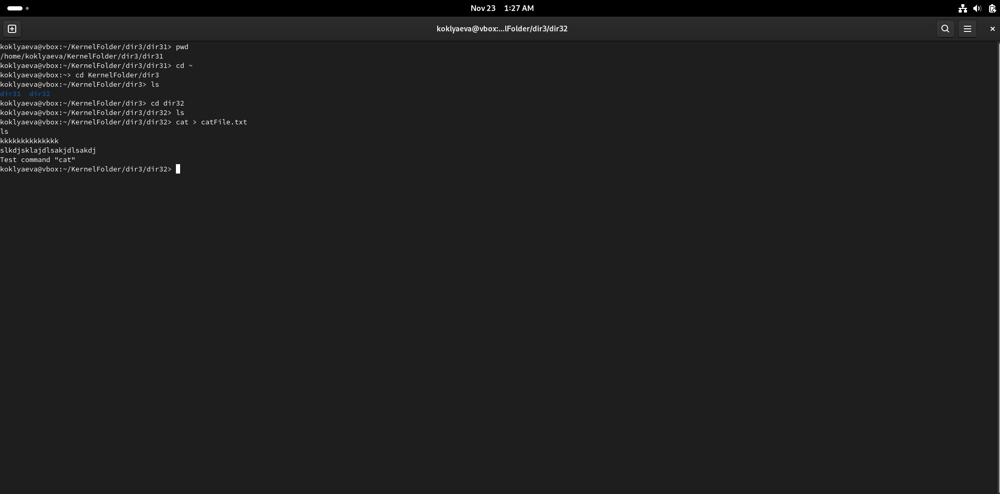 Nov 23 1:27 AM
koklyaeva@vbox:...lFolder/dir3/dir32
koklyaeva@vbox:~/KernelFolder/dir3/dir31> pwd
/home/koklyaeva/KernelFolder/dir3/dir31
koklyaeva@vbox:~/KernelFolder/dir3/dir31> cd ~
koklyaeva@vbox:~> cd KernelFolder/dir3
koklyaeva@vbox:~/KernelFolder/dir3> ls
dir31  dir32
koklyaeva@vbox:~/KernelFolder/dir3> cd dir32
koklyaeva@vbox:~/KernelFolder/dir3/dir32> ls
koklyaeva@vbox:~/KernelFolder/dir3/dir32> cat > catFile.txt
ls
kkkkkkkkkkkkkk
slkdjsklajdlsakjdlsakdj
Test command "cat"
koklyaeva@vbox:~/KernelFolder/dir3/dir32>